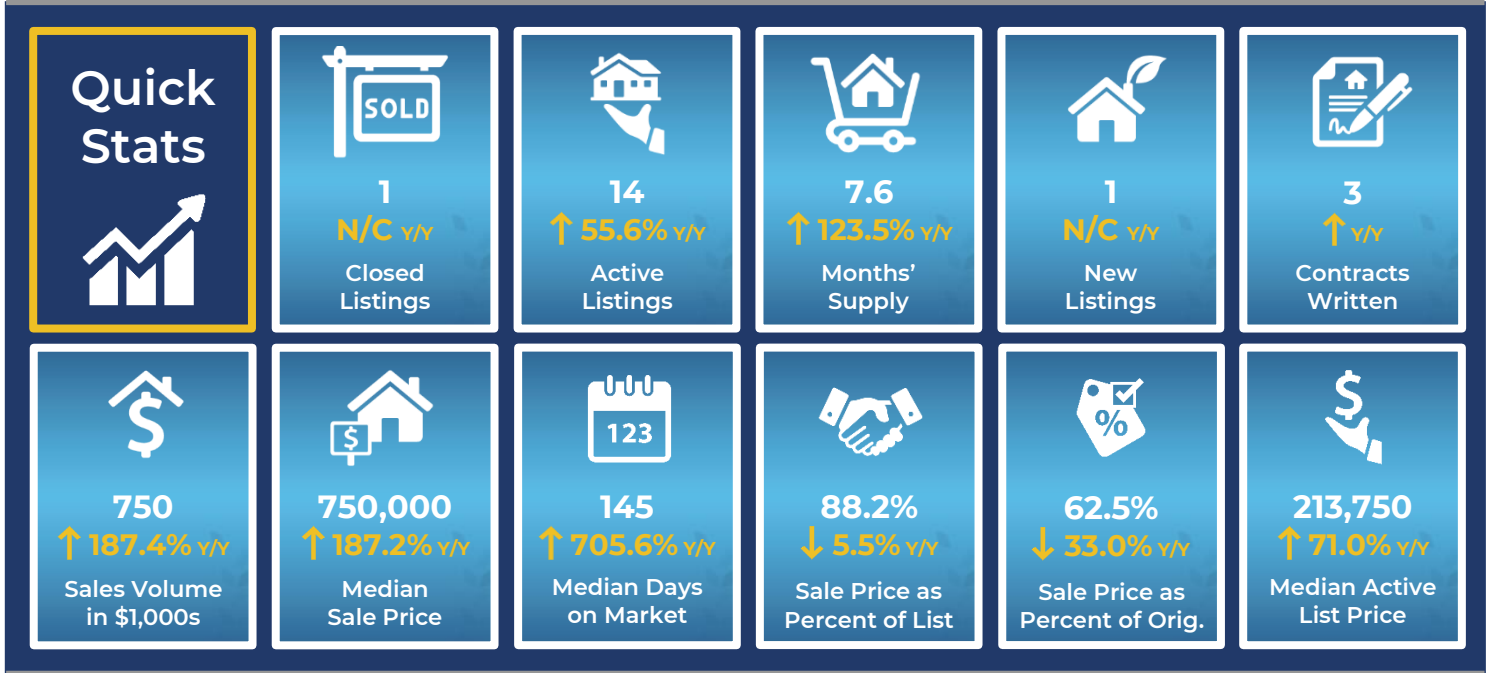 Quick
Stats
SOLD
1
N/C Y/Y
Closed
Listings
14
↑ 55.6% Y/Y
Active
Listings
7.6
↑ 123.5% Y/Y
Months’
Supply
1
N/C Y/Y
New
Listings
3
↑ Y/Y
Contracts
Written
$
750
↑ 187.4% Y/Y
Sales Volume
in $1,000s
$
750,000
↑ 187.2% Y/Y
Median
Sale Price
123
145
↑ 705.6% Y/Y
Median Days
on Market
88.2%
↓ 5.5% Y/Y
Sale Price as
Percent of List
%
62.5%
↓ 33.0% Y/Y
Sale Price as
Percent of Orig.
$
213,750
↑ 71.0% Y/Y
Median Active
List Price